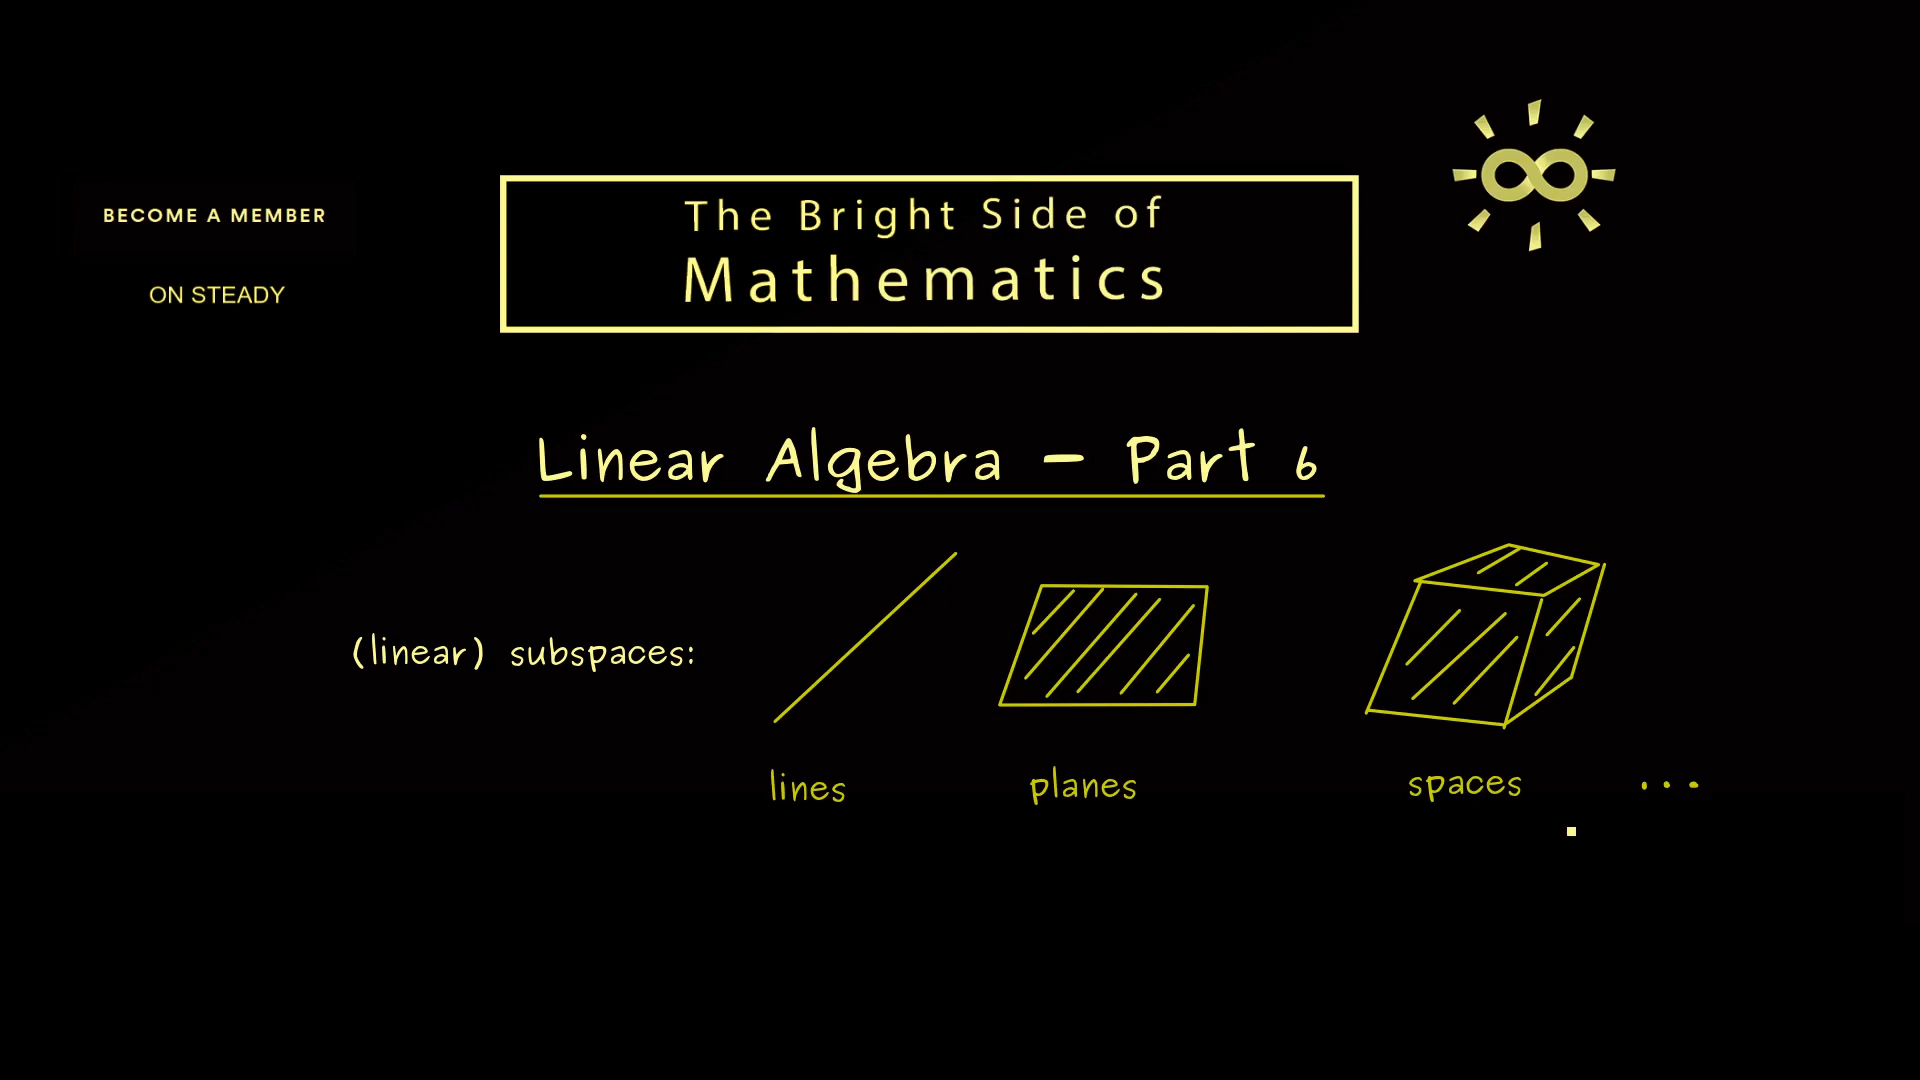 BECOME A MEMBER
ON STEADY
The Bright Side of
Mathematics
Linear Algebra – Part 6
(linear) subspaces:
lines planes spaces ...